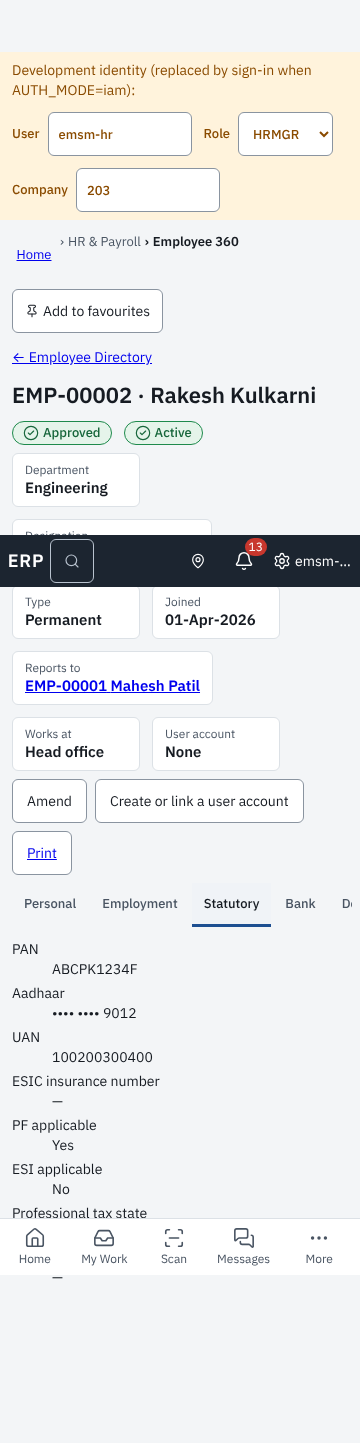 Development identity (replaced by sign-in when
AUTH_MODE=iam):
User emsm-hr Role HRMGR
Company 203
Home › HR & Payroll › Employee 360
Add to favourites
← Employee Directory
EMP-00002 · Rakesh Kulkarni
Approved Active
Department
Engineering
Designation
ERP 13 emsm-...
Type Joined
Permanent 01-Apr-2026
Reports to
EMP-00001 Mahesh Patil
Works at User account
Head office None
Amend Create or link a user account
Print
Personal Employment Statutory Bank
PAN
ABCPK1234F
Aadhaar
•••• •••• 9012
UAN
100200300400
ESIC insurance number
—
PF applicable
Yes
ESI applicable
No
Professional tax state
Home My Work Scan Messages More
—